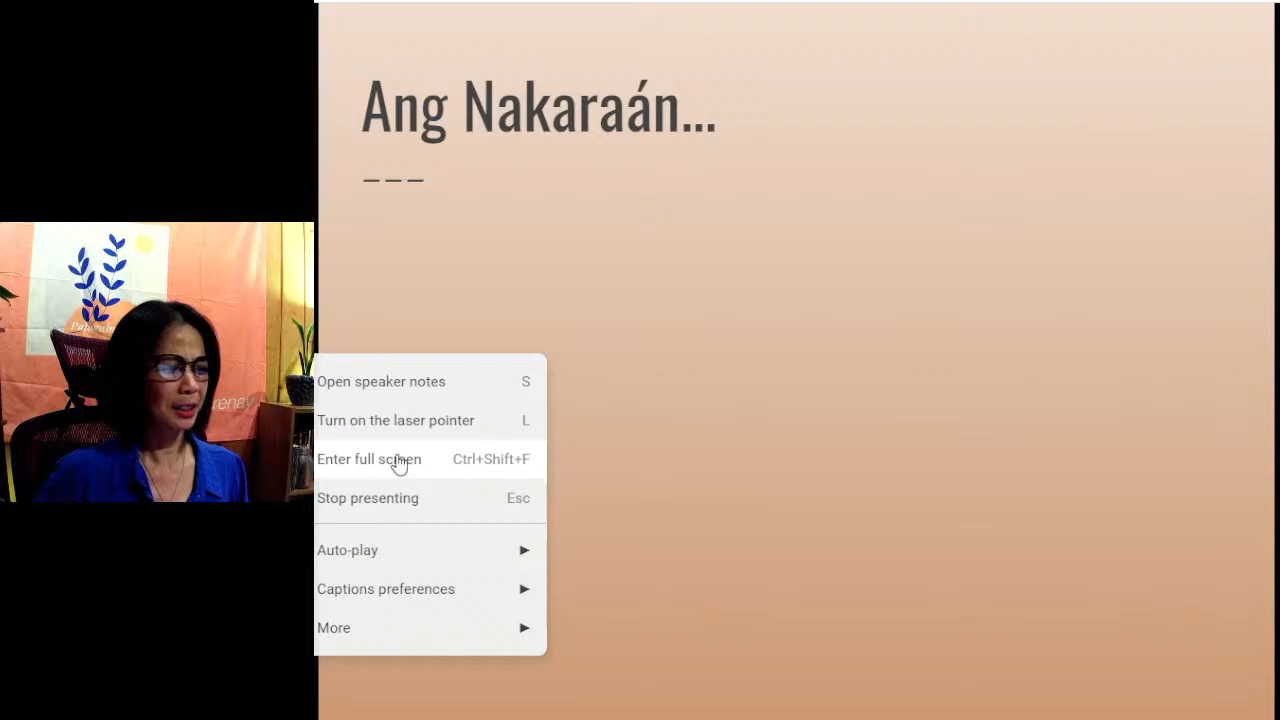 Ang Nakaraán...
Open speaker notes S
Turn on the laser pointer L
Enter full screen Ctrl+Shift+F
Stop presenting Esc
Auto-play
Captions preferences
More